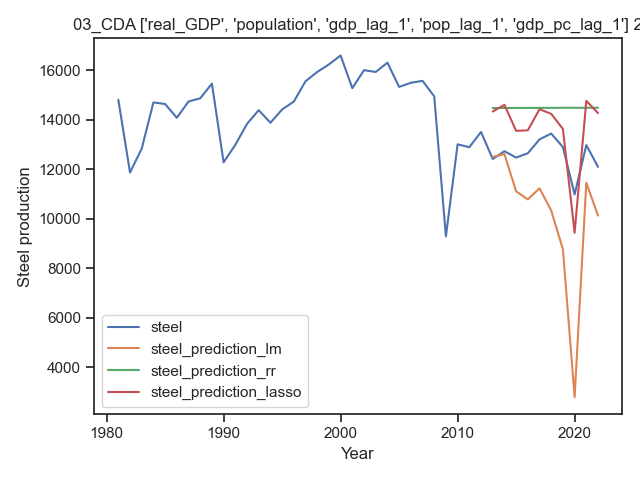 03_CDA ['real_GDP', 'population', 'gdp_lag_1', 'pop_lag_1', 'gdp_pc_lag_1'] 2
16000
14000
12000
10000
8000
6000
4000
Steel production
steel
steel_prediction_lm
steel_prediction_rr
steel_prediction_lasso
1980 1990 2000 2010 2020
Year